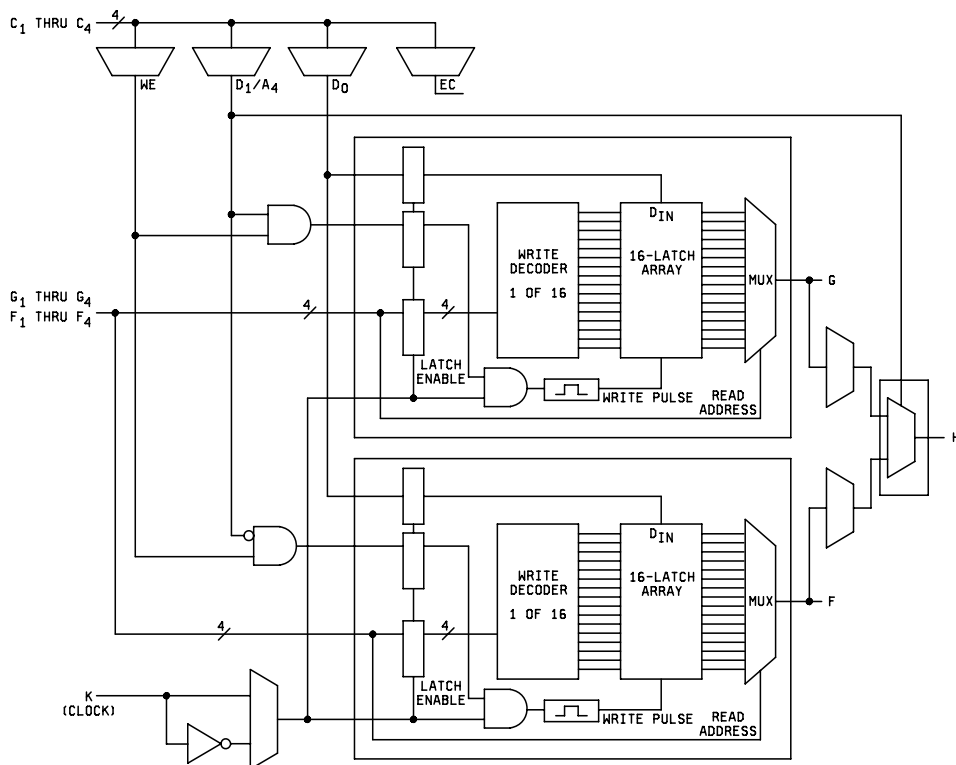 C1 THRU C4
4
WE
D1/A4
D0
EC
DIN
WRITE
DECODER
1 OF 16
16-LATCH
ARRAY
MUX
G
G1 THRU G4
F1 THRU F4
4
4
LATCH
ENABLE
WRITE PULSE
READ
ADDRESS
H
DIN
WRITE
DECODER
1 OF 16
16-LATCH
ARRAY
MUX
F
4
4
LATCH
ENABLE
WRITE PULSE
READ
ADDRESS
K
(CLOCK)